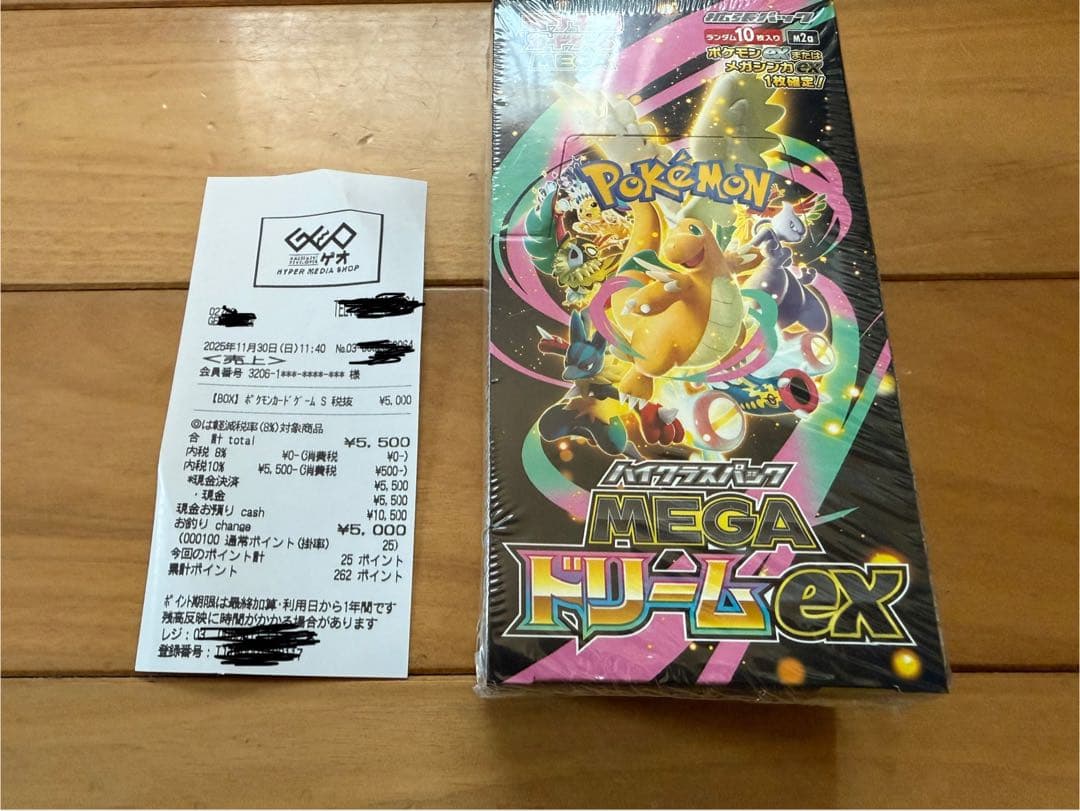 GEO
ゲオ
HYPER MEDIA SHOP
2025年11月30日(日)11:40 No.03
<売上>
会員番号 3206-1***-****-*** 様
【BOX】ポケモンカードゲーム S 税抜 ¥5,000
◎は軽減税率(8%)対象商品
合 計 total ¥5,500
内税 8% ¥0-(消費税 ¥0-)
内税10% ¥5,500-(消費税 ¥500-)
*現金決済 ¥5,500
・現金 ¥5,500
現金お預り cash ¥10,500
お釣り change ¥5,000
(000100 通常ポイント(掛率) 25)
今回のポイント計 25 ポイント
累計ポイント 262 ポイント
ポイント期限は最終加算・利用日から1年間です
残高反映に時間がかかる場合があります
レジ:03
登録番号:
拡張パック
ランダム10枚入り M2a
ポケモンexまたは
メガシンカex
1枚確定!
POKéMON
ハイクラスパック
MEGA
ドリームex